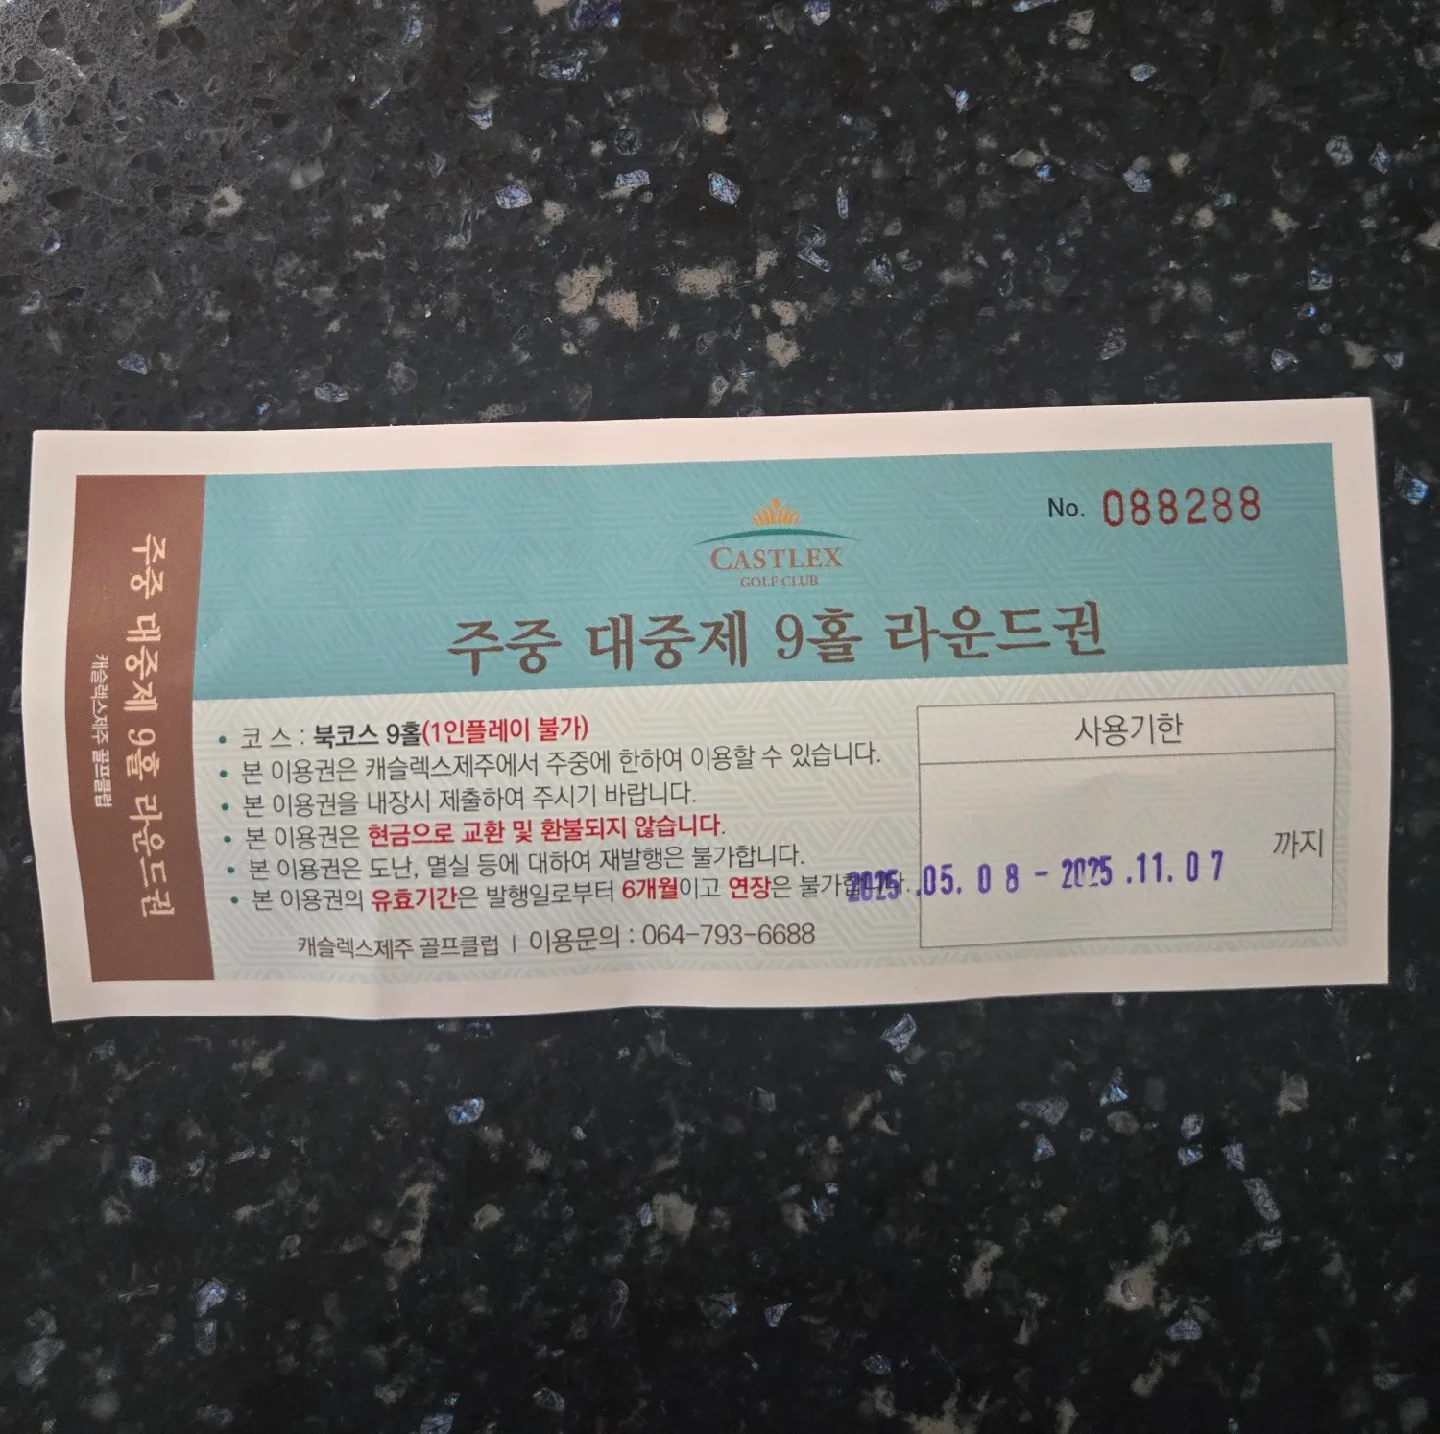 No. 088288
CASTLEX
GOLF CLUB
주중 대중제 9홀 라운드권
• 코 스 : 북코스 9홀(1인플레이 불가)
• 본 이용권은 캐슬렉스제주에서 주중에 한하여 이용할 수 있습니다.
• 본 이용권을 내장시 제출하여 주시기 바랍니다.
• 본 이용권은 현금으로 교환 및 환불되지 않습니다.
• 본 이용권은 도난, 멸실 등에 대하여 재발행은 불가합니다.
• 본 이용권의 유효기간은 발행일로부터 6개월이고 연장은 불가합니다.
캐슬렉스제주 골프클럽 | 이용문의 : 064-793-6688
사용기한
까지
2025 .05. 08 - 2025 .11. 07
주중 대중제 9홀 라운드권
캐슬렉스제주 골프클럽